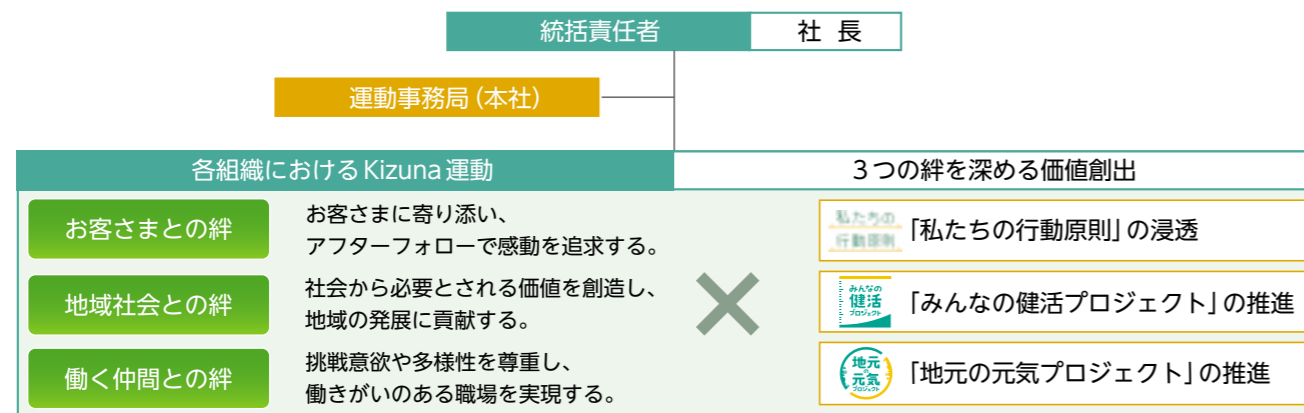 統括責任者 社 長
運動事務局(本社)
各組織におけるKizuna運動
3つの絆を深める価値創出
お客さまとの絆
お客さまに寄り添い、
アフターフォローで感動を追求する。
地域社会との絆
社会から必要とされる価値を創造し、
地域の発展に貢献する。
働く仲間との絆
挑戦意欲や多様性を尊重し、
働きがいのある職場を実現する。
私たちの
行動原則
「私たちの行動原則」の浸透
みんなの
健活
プロジェクト
「みんなの健活プロジェクト」の推進
地元
の
元気
プロジェクト
「地元の元気プロジェクト」の推進